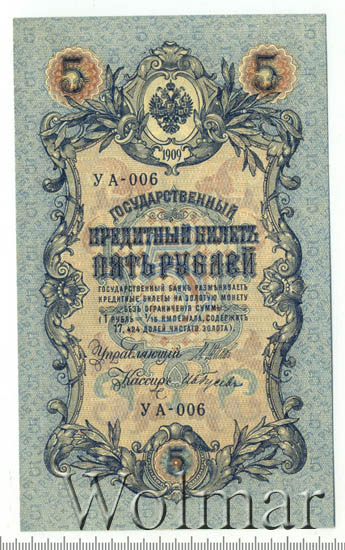 5 5
1909
УА-006
ГОСУДАРСТВЕННЫЙ
КРЕДИТНЫЙ БИЛЕТЪ
ПЯТЬ РУБЛЕЙ
ГОСУДАРСТВЕННЫЙ БАНКЪ РАЗМѢНИВАЕТЪ
КРЕДИТНЫЕ БИЛЕТЫ НА ЗОЛОТУЮ МОНЕТУ
БЕЗЪ ОГРАНИЧЕНІЯ СУММЫ
(1 РУБЛЬ = 1/15 ИМПЕРІАЛА, СОДЕРЖИТЪ
17,424 ДОЛЕЙ ЧИСТАГО ЗОЛОТА).
Управляющій
Кассиръ
УА-006
5
Wolmar